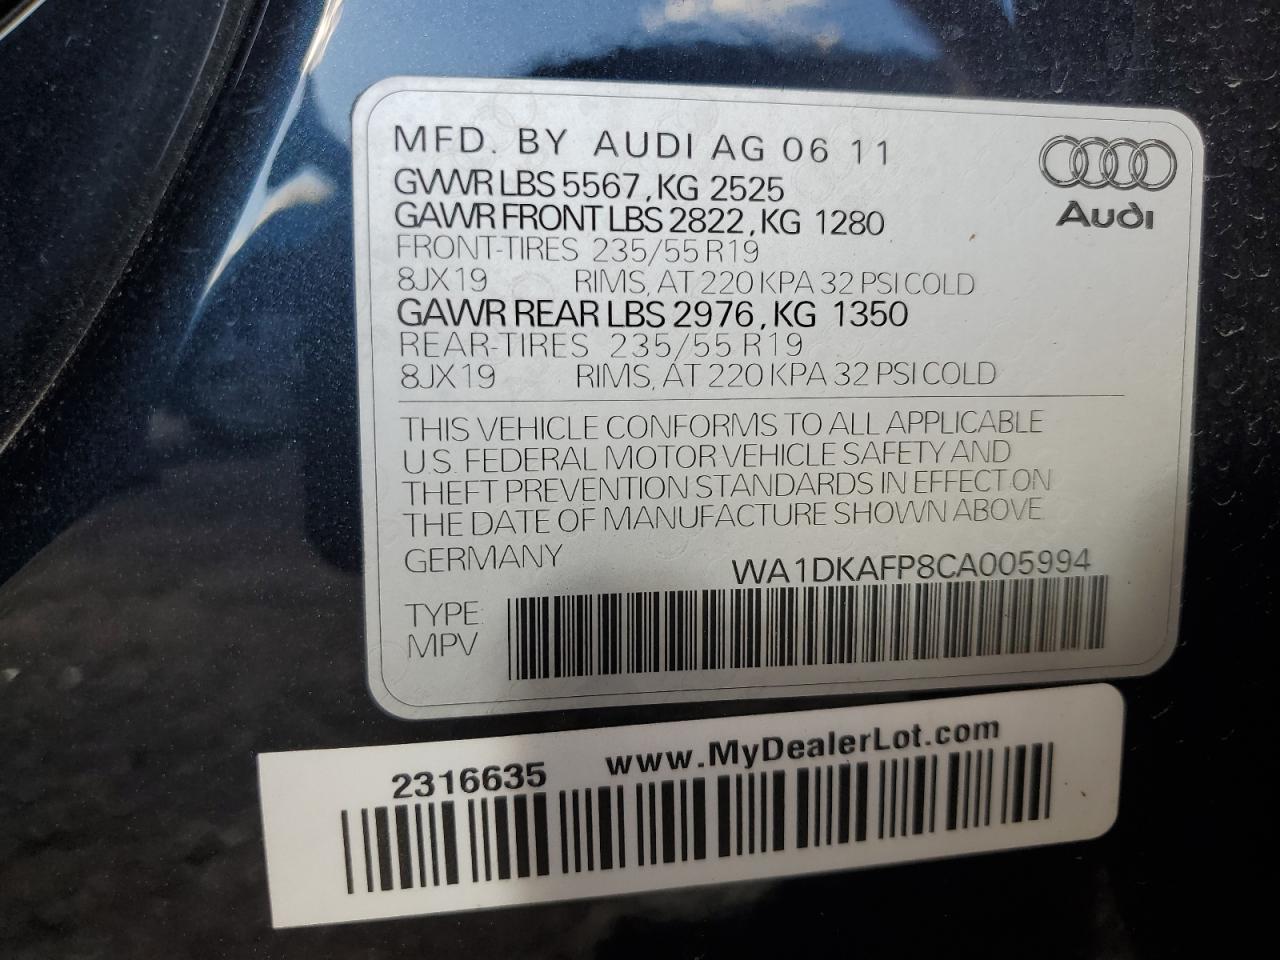 MFD. BY AUDI AG 06 11
GVWR LBS 5567, KG 2525
GAWR FRONT LBS 2822, KG 1280
FRONT-TIRES 235/55 R19
8JX19 RIMS, AT 220 KPA 32 PSI COLD
GAWR REAR LBS 2976, KG 1350
REAR-TIRES 235/55 R19
8JX19 RIMS, AT 220 KPA 32 PSI COLD
Audi
THIS VEHICLE CONFORMS TO ALL APPLICABLE
U.S. FEDERAL MOTOR VEHICLE SAFETY AND
THEFT PREVENTION STANDARDS IN EFFECT ON
THE DATE OF MANUFACTURE SHOWN ABOVE
GERMANY WA1DKAFP8CA005994
TYPE:
MPV
2316635 www.MyDealerLot.com